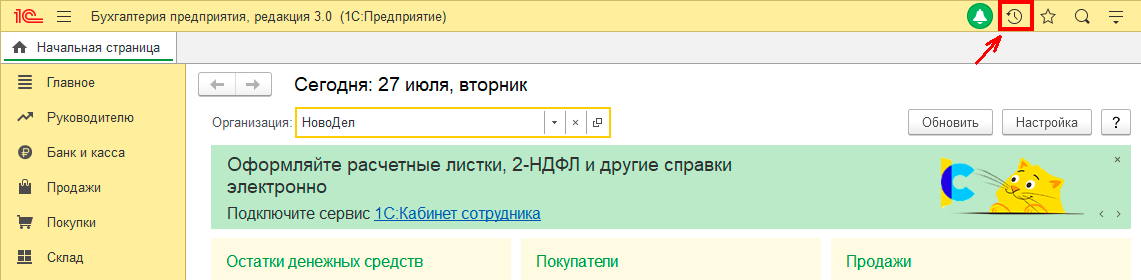 1С Бухгалтерия предприятия, редакция 3.0 (1С:Предприятие)
Начальная страница
Главное
Руководителю
Банк и касса
Продажи
Покупки
Склад
Сегодня: 27 июля, вторник
Организация: НовоДел
Обновить Настройка ?
Оформляйте расчетные листки, 2-НДФЛ и другие справки
электронно
Подключите сервис 1С:Кабинет сотрудника
Остатки денежных средств
Покупатели
Продажи